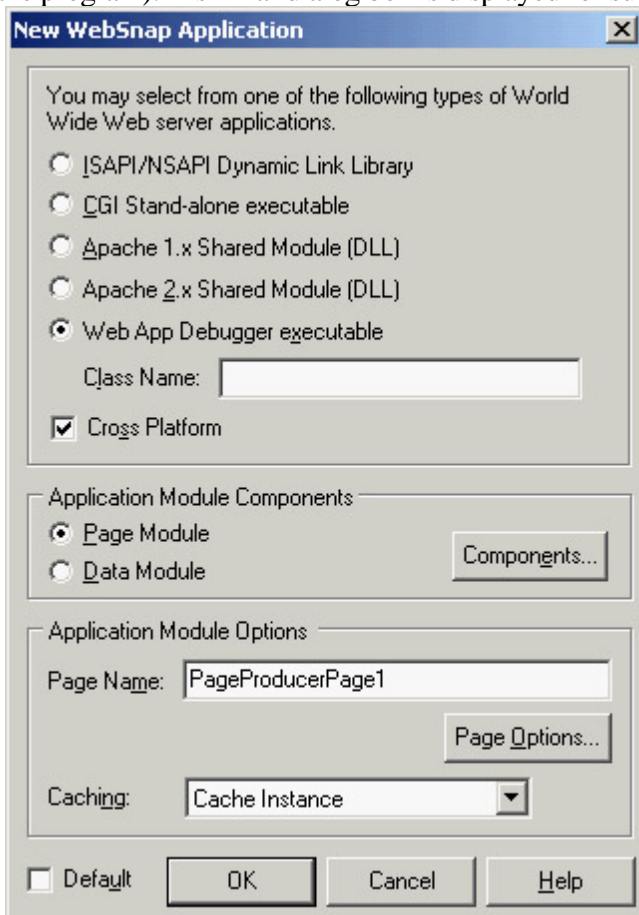 New WebSnap Application
You may select from one of the following types of World
Wide Web server applications.
ISAPI/NSAPI Dynamic Link Library
CGI Stand-alone executable
Apache 1.x Shared Module (DLL)
Apache 2.x Shared Module (DLL)
Web App Debugger executable
Class Name:
Cross Platform
Application Module Components
Page Module
Data Module
Components...
Application Module Options
Page Name: PageProducerPage1
Page Options...
Caching: Cache Instance
Default OK Cancel Help